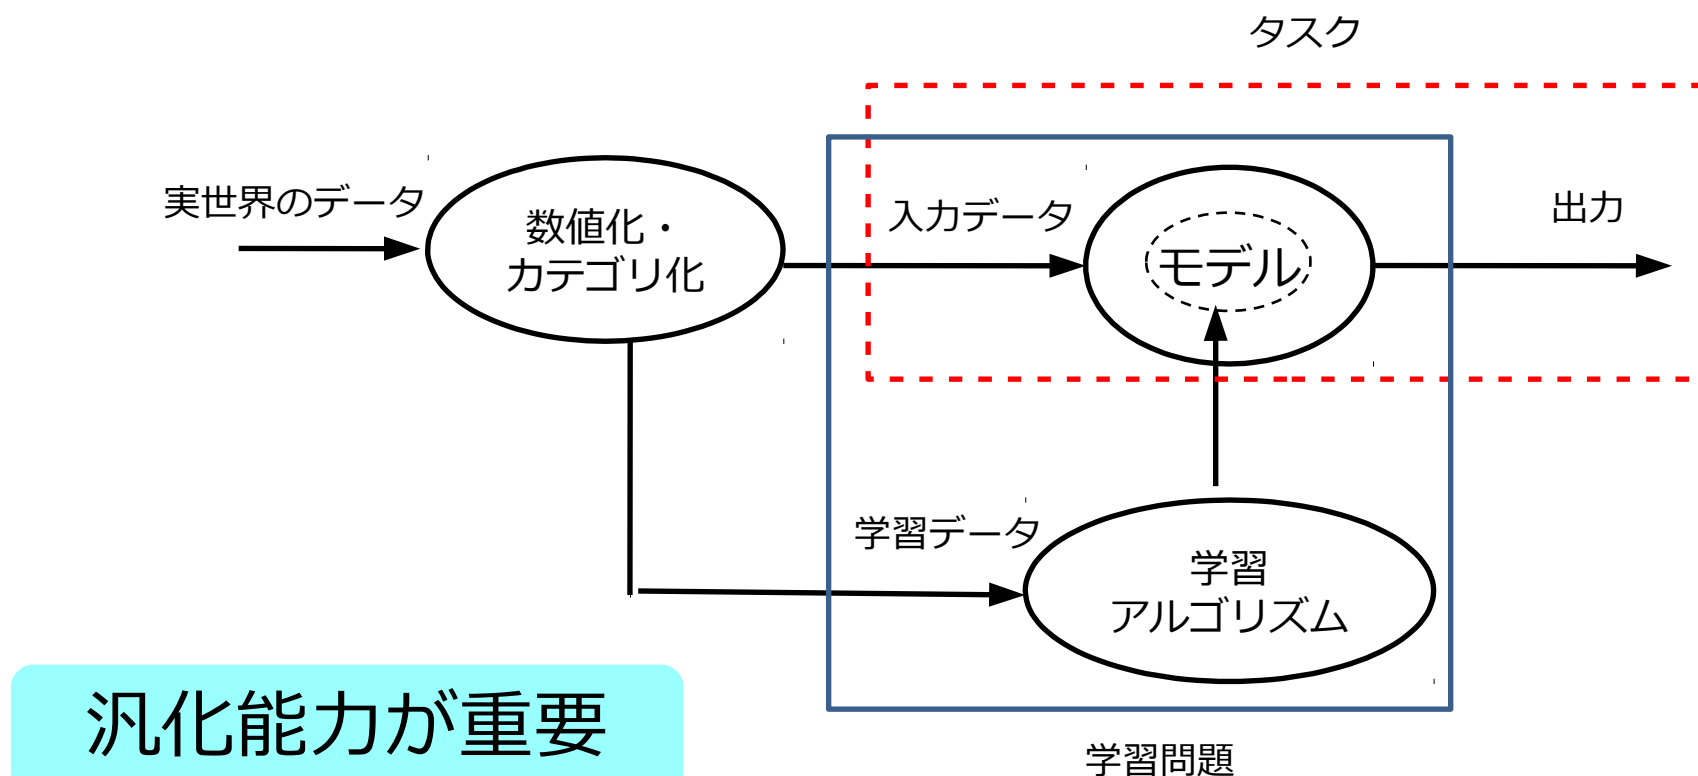 タスク
実世界のデータ
数値化・
カテゴリ化
入力データ
モデル
出力
学習データ
学習
アルゴリズム
汎化能力が重要
学習問題